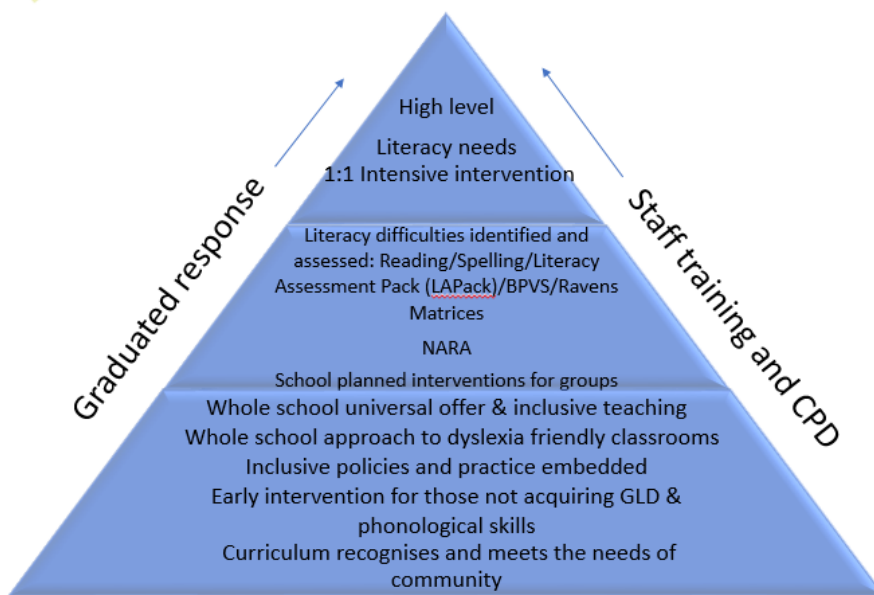 High level
Literacy needs
1:1 Intensive intervention
Literacy difficulties identified and
assessed: Reading/Spelling/Literacy
Assessment Pack (LAPack)/BPVS/Ravens
Matrices
NARA
School planned interventions for groups
Whole school universal offer & inclusive teaching
Whole school approach to dyslexia friendly classrooms
Inclusive policies and practice embedded
Early intervention for those not acquiring GLD &
phonological skills
Curriculum recognises and meets the needs of
community
Graduated response
Staff training and CPD